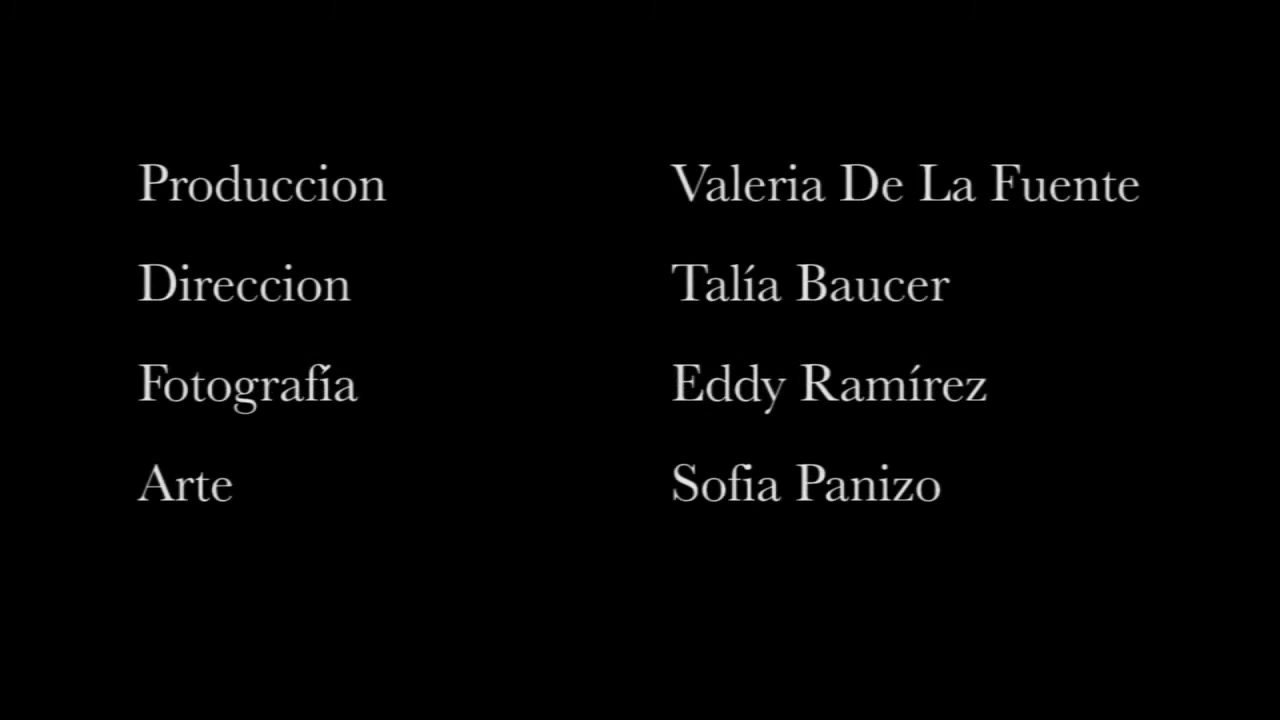 Produccion Valeria De La Fuente
Direccion Talía Baucer
Fotografía Eddy Ramírez
Arte Sofia Panizo